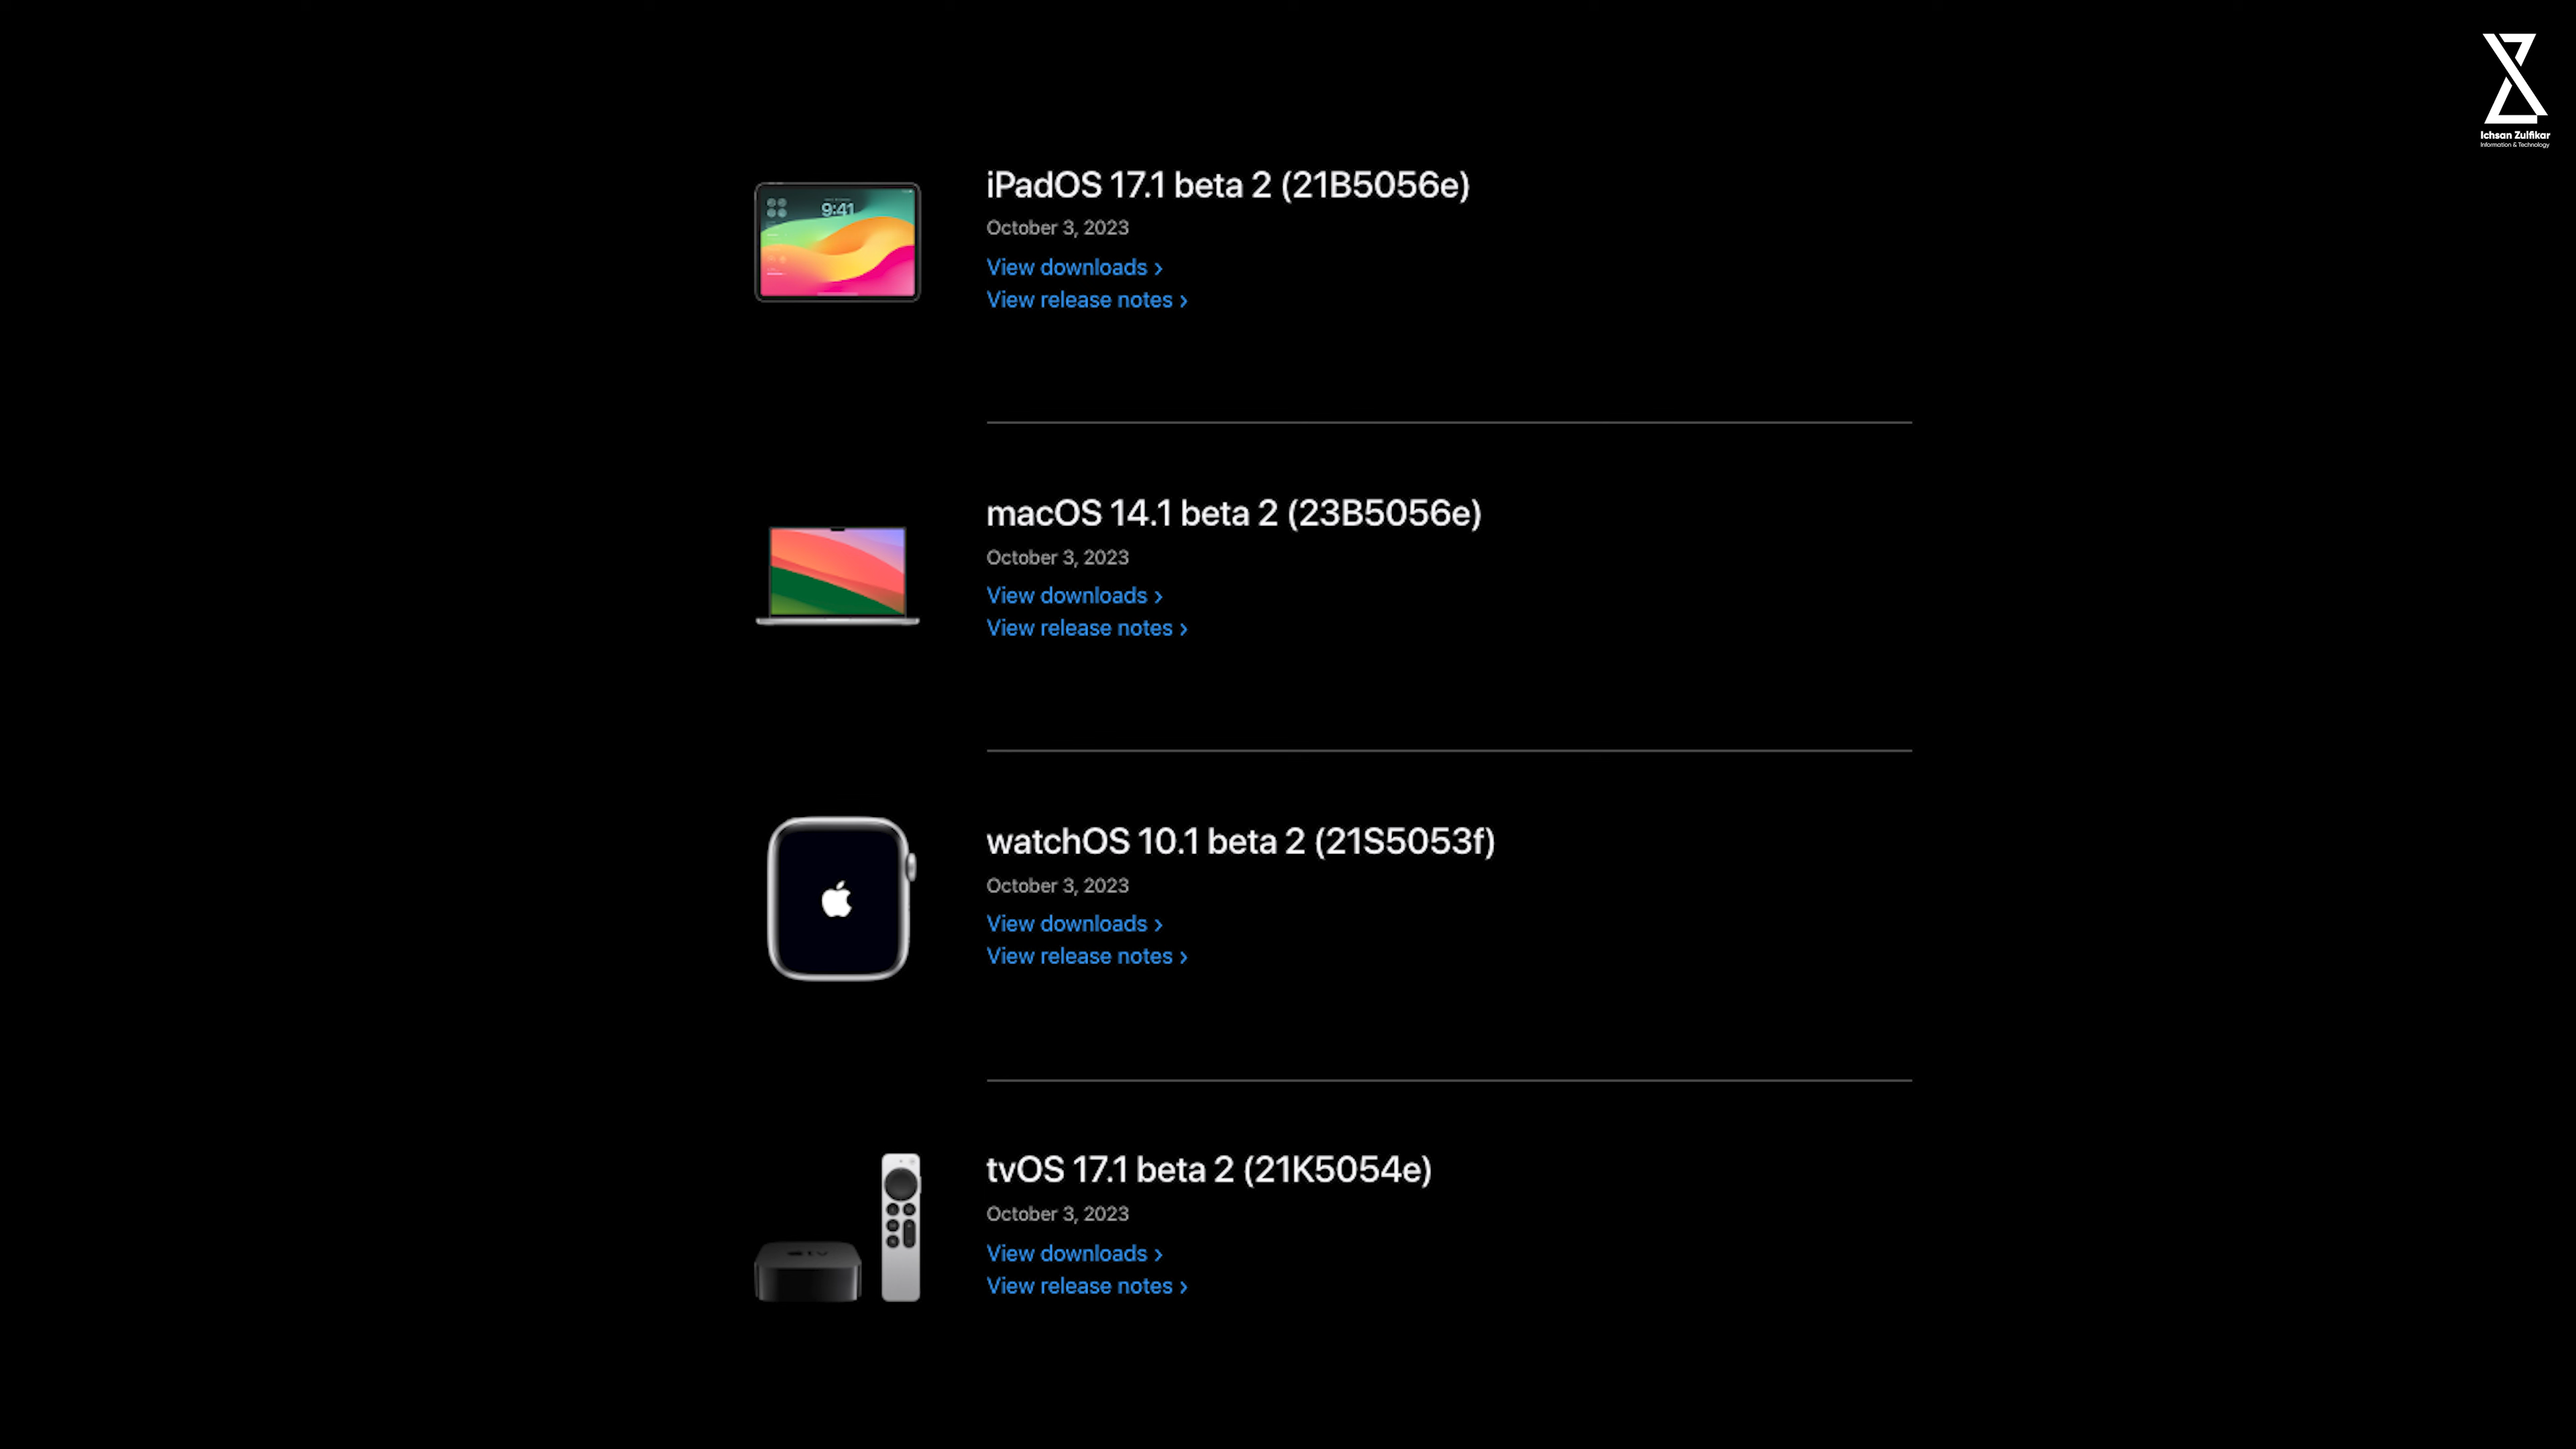 Ichsan Zulfikar
Information & Technology
9:41
iPadOS 17.1 beta 2 (21B5056e)
October 3, 2023
View downloads ›
View release notes ›
macOS 14.1 beta 2 (23B5056e)
October 3, 2023
View downloads ›
View release notes ›
watchOS 10.1 beta 2 (21S5053f)
October 3, 2023
View downloads ›
View release notes ›
tv
tvOS 17.1 beta 2 (21K5054e)
October 3, 2023
View downloads ›
View release notes ›